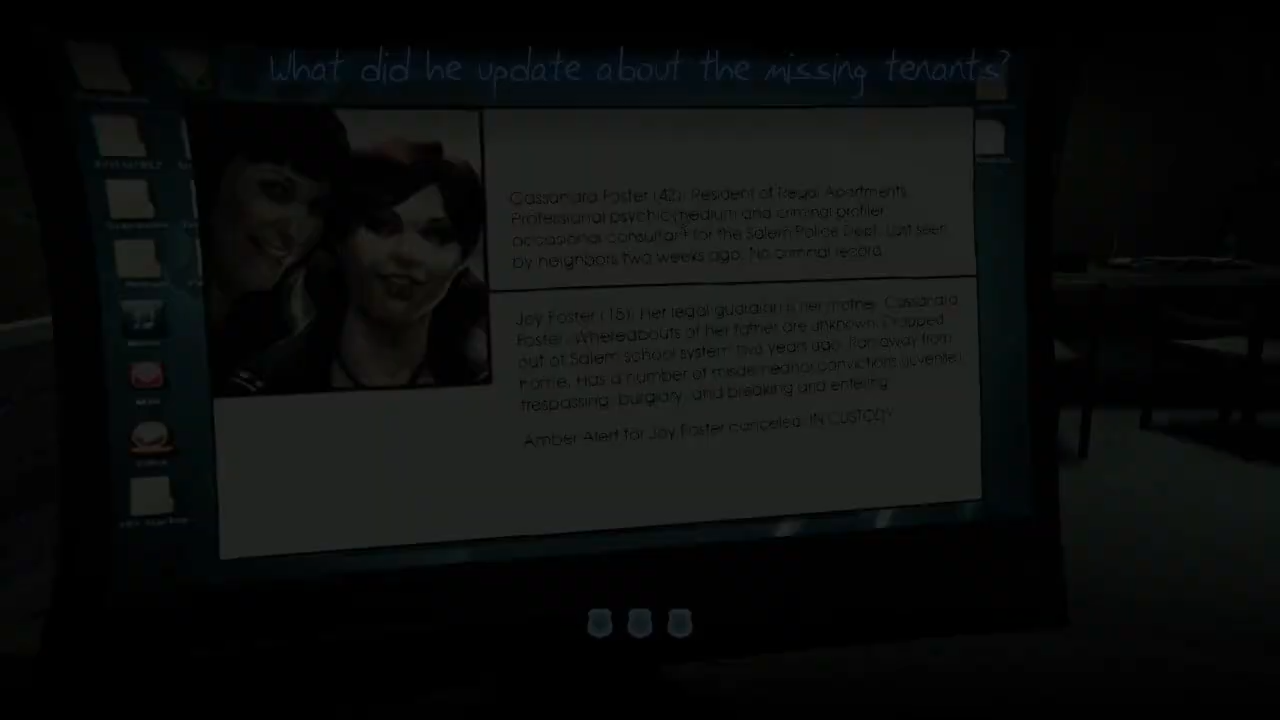 What did he update about the missing tenants?
Cassandra Foster (42): Resident of Regal Apartments.
Professional psychic medium and criminal profiler
occasional consultant for the Salem Police Dept. Last seen
by neighbors two weeks ago. No criminal record.
Joy Foster (15): Her legal guardian is her mother, Cassandra
Foster. Whereabouts of her father are unknown. Dropped
out of Salem school system two years ago. Ran away from
home. Has a number of misdemeanor convictions (juvenile):
trespassing, burglary, and breaking and entering.
Amber Alert for Joy Foster canceled: IN CUSTODY